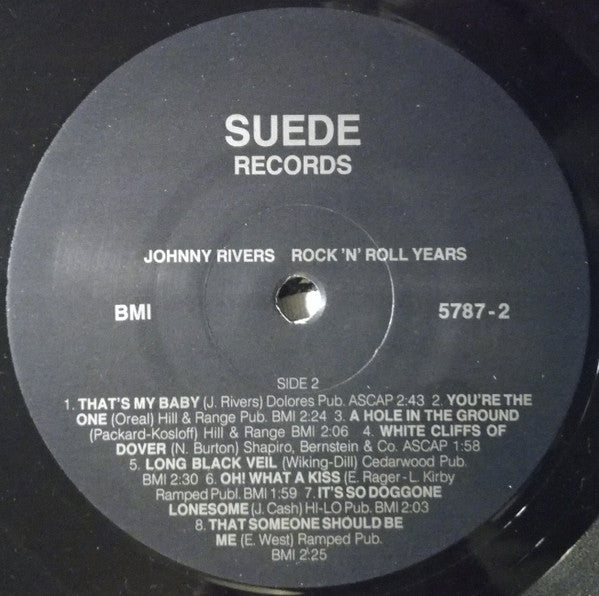 SUEDE
RECORDS
JOHNNY RIVERS ROCK 'N' ROLL YEARS
BMI 5787-2
SIDE 2
1. THAT'S MY BABY (J. Rivers) Dolores Pub. ASCAP 2:43 2. YOU'RE THE
ONE (Oreal) Hill & Range Pub. BMI 2:24 3. A HOLE IN THE GROUND
(Packard-Kosloff) Hill & Range BMI 2:06 4. WHITE CLIFFS OF
DOVER (N. Burton) Shapiro, Bernstein & Co. ASCAP 1:58
5. LONG BLACK VEIL (Wiking-Dill) Cedarwood Pub.
BMI 2:30 6. OH! WHAT A KISS (E. Rager-L. Kirby
Ramped Publ. BMI 1:59 7. IT'S SO DOGGONE
LONESOME (J. Cash) HI-LO Pub. BMI 2:03
8. THAT SOMEONE SHOULD BE
ME (E. West) Ramped Pub.
BMI 2:25